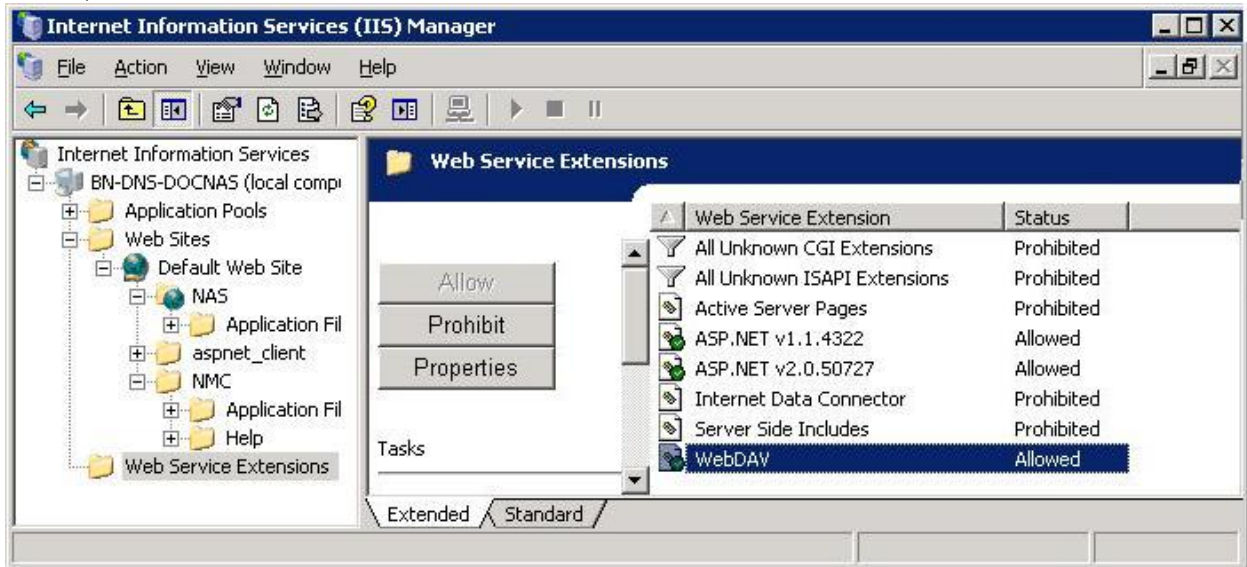 Internet Information Services (IIS) Manager
File Action View Window Help
Internet Information Services
BN-DNS-DOCNAS (local compu
Application Pools
Web Sites
Default Web Site
NAS
Application Fil
aspnet_client
NMC
Application Fil
Help
Web Service Extensions
Web Service Extensions
Allow
Prohibit
Properties
Tasks
Web Service Extension Status
All Unknown CGI Extensions Prohibited
All Unknown ISAPI Extensions Prohibited
Active Server Pages Prohibited
ASP.NET v1.1.4322 Allowed
ASP.NET v2.0.50727 Allowed
Internet Data Connector Prohibited
Server Side Includes Prohibited
WebDAV Allowed
Extended Standard